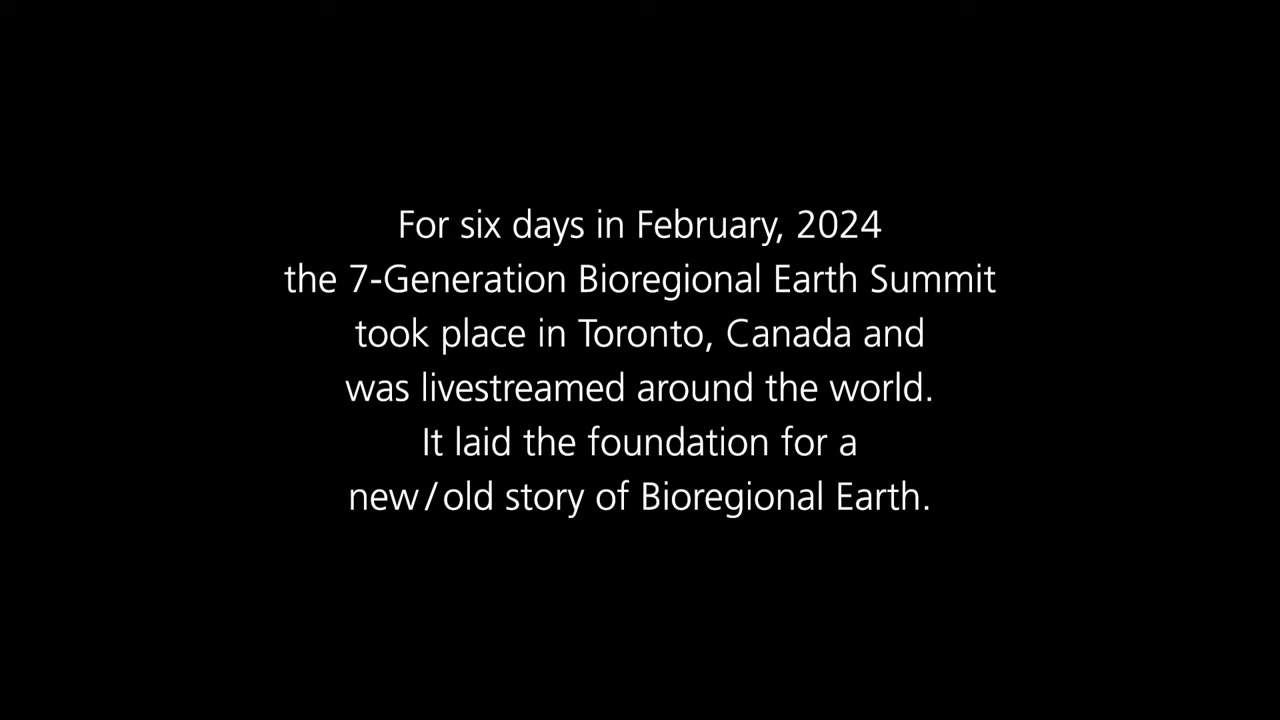 For six days in February, 2024
the 7-Generation Bioregional Earth Summit
took place in Toronto, Canada and
was livestreamed around the world.
It laid the foundation for a
new/old story of Bioregional Earth.